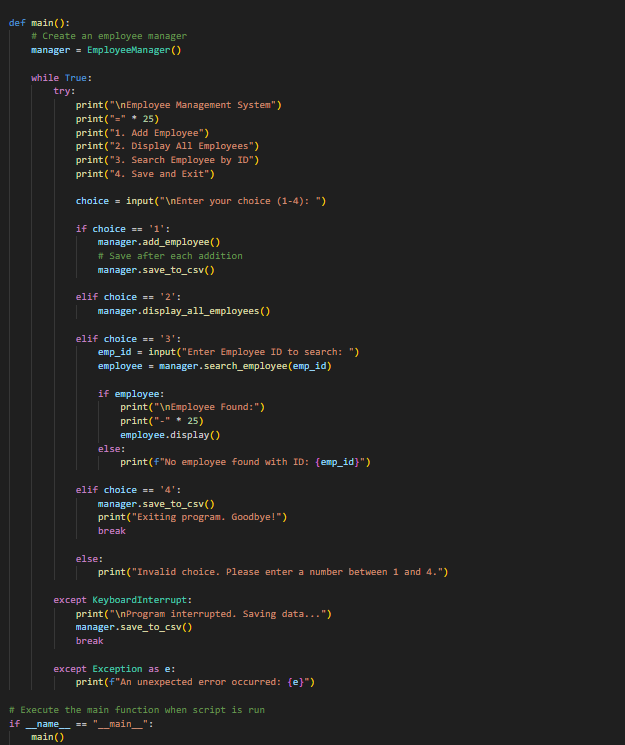 def main():
    # Create an employee manager
    manager = EmployeeManager()

    while True:
        try:
            print("\nEmployee Management System")
            print("=" * 25)
            print("1. Add Employee")
            print("2. Display All Employees")
            print("3. Search Employee by ID")
            print("4. Save and Exit")

            choice = input("\nEnter your choice (1-4): ")

            if choice == '1':
                manager.add_employee()
                # Save after each addition
                manager.save_to_csv()

            elif choice == '2':
                manager.display_all_employees()

            elif choice == '3':
                emp_id = input("Enter Employee ID to search: ")
                employee = manager.search_employee(emp_id)

                if employee:
                    print("\nEmployee Found:")
                    print("-" * 25)
                    employee.display()
                else:
                    print(f"No employee found with ID: {emp_id}")

            elif choice == '4':
                manager.save_to_csv()
                print("Exiting program. Goodbye!")
                break

            else:
                print("Invalid choice. Please enter a number between 1 and 4.")

        except KeyboardInterrupt:
            print("\nProgram interrupted. Saving data...")
            manager.save_to_csv()
            break

        except Exception as e:
            print(f"An unexpected error occurred: {e}")

# Execute the main function when script is run
if __name__ == "__main__":
    main()